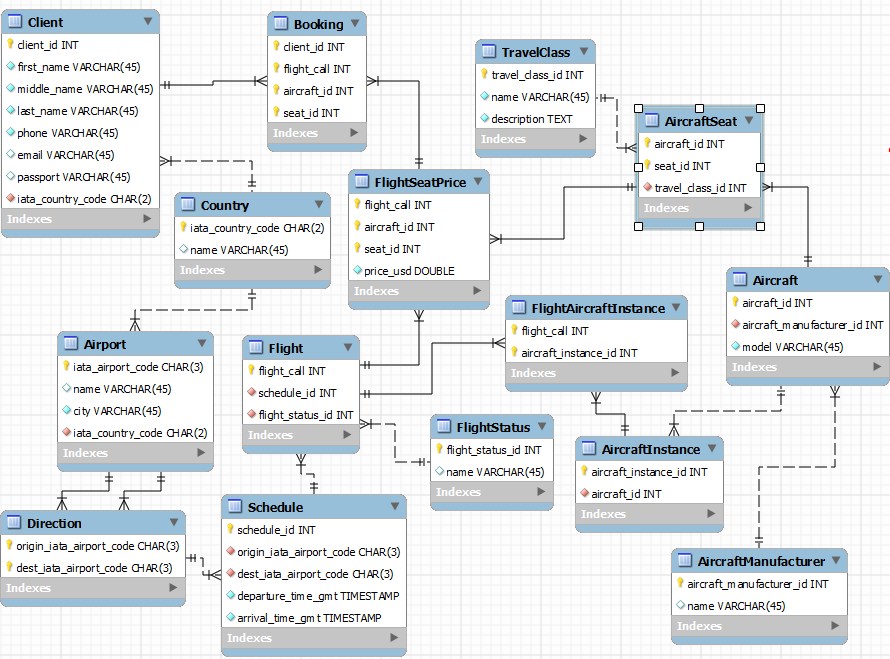 Client
client_id INT
first_name VARCHAR(45)
middle_name VARCHAR(45)
last_name VARCHAR(45)
phone VARCHAR(45)
email VARCHAR(45)
passport VARCHAR(45)
iata_country_code CHAR(2)
Indexes
Booking
client_id INT
flight_call INT
aircraft_id INT
seat_id INT
Indexes
TravelClass
travel_class_id INT
name VARCHAR(45)
description TEXT
Indexes
AircraftSeat
aircraft_id INT
seat_id INT
travel_class_id INT
Indexes
Country
iata_country_code CHAR(2)
name VARCHAR(45)
Indexes
FlightSeatPrice
flight_call INT
aircraft_id INT
seat_id INT
price_usd DOUBLE
Indexes
Aircraft
aircraft_id INT
aircraft_manufacturer_id INT
model VARCHAR(45)
Indexes
FlightAircraftInstance
flight_call INT
aircraft_instance_id INT
Indexes
Airport
iata_airport_code CHAR(3)
name VARCHAR(45)
city VARCHAR(45)
iata_country_code CHAR(2)
Indexes
Flight
flight_call INT
schedule_id INT
flight_status_id INT
Indexes
FlightStatus
flight_status_id INT
name VARCHAR(45)
Indexes
AircraftInstance
aircraft_instance_id INT
aircraft_id INT
Indexes
Direction
origin_iata_airport_code CHAR(3)
dest_iata_airport_code CHAR(3)
Indexes
Schedule
schedule_id INT
origin_iata_airport_code CHAR(3)
dest_iata_airport_code CHAR(3)
departure_time_gmt TIMESTAMP
arrival_time_gmt TIMESTAMP
Indexes
AircraftManufacturer
aircraft_manufacturer_id INT
name VARCHAR(45)
Indexes